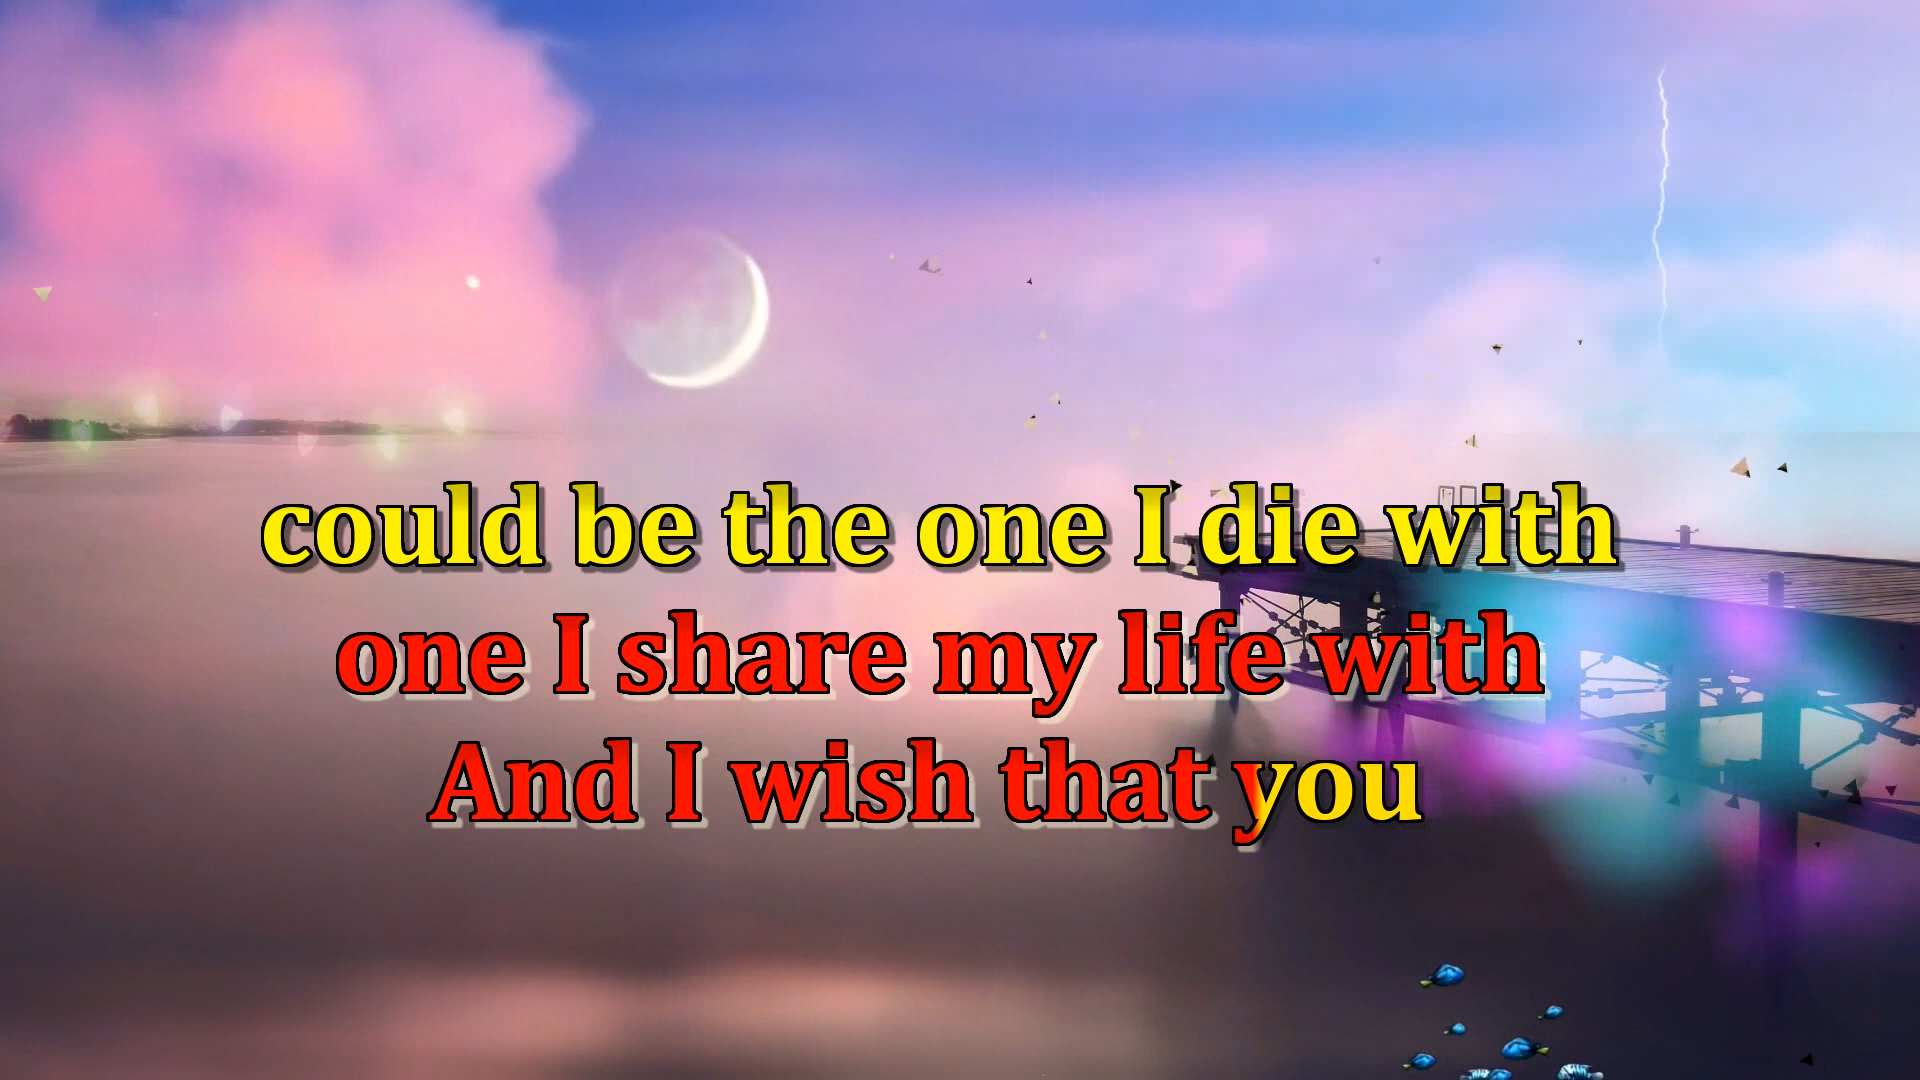 could be the one I die with
one I share my life with
And I wish that you